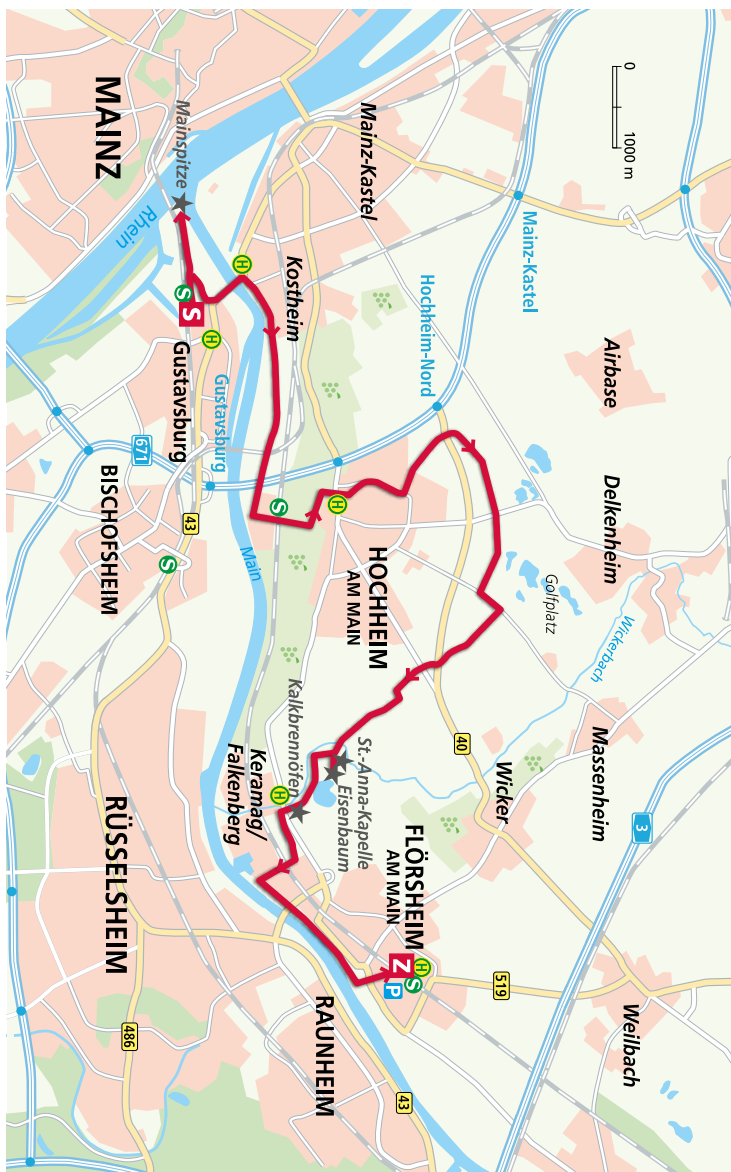 0
1000 m
MAINZ
Mainspitze
Rhein
Mainz-Kastel
Mainz-Kastel
Kostheim
Hochheim-Nord
Airbase
Delkenheim
Golfplatz
Wickerbach
Massenheim
H
S
S
H
Gustavsburg
Gustavsburg
671
BISCHOFSHEIM
43
S
Main
S
H
HOCHHEIM
AM MAIN
40
Wicker
3
Kalkbrennöfen
St.-Anna-Kapelle
Eisenbaum
H
Keramag/
Falkenberg
FLÖRSHEIM
AM MAIN
Z
H
S
P
519
Weilbach
RÜSSELSHEIM
RAUNHEIM
486
43